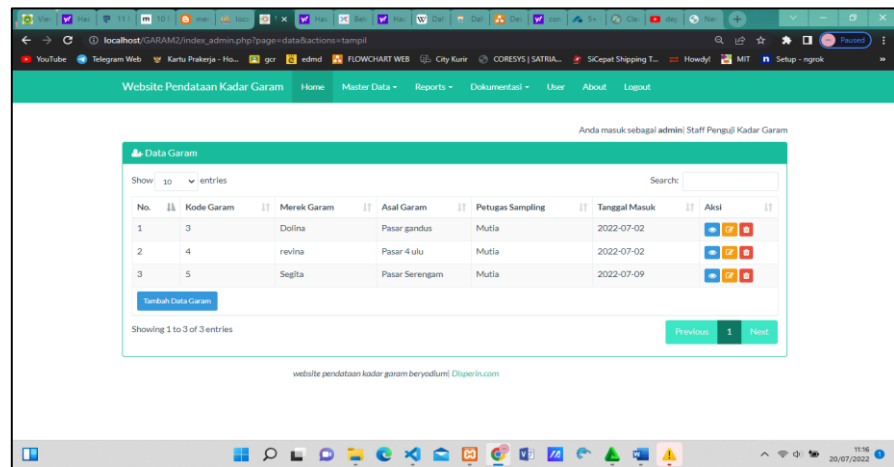 localhost/GARAM2/index_admin.php?page=data&actions=tampil
Paused
YouTube Telegram Web Kartu Prakerja - Ho... gcr edmd FLOWCHART WEB City Kurir CORESYS | SATRIA... SiCepat Shipping T... Howdy! MIT Setup - ngrok »
Website Pendataan Kadar Garam Home Master Data Reports Dokumentasi User About Logout
Anda masuk sebagai admin| Staff Penguji Kadar Garam
Data Garam
Show 10 entries Search:
No. Kode Garam Merek Garam Asal Garam Petugas Sampling Tanggal Masuk Aksi
1 3 Dolina Pasar gandus Mutia 2022-07-02
2 4 revina Pasar 4 ulu Mutia 2022-07-02
3 5 Segita Pasar Serengam Mutia 2022-07-09
Tambah Data Garam
Showing 1 to 3 of 3 entries Previous 1 Next
website pendataan kadar garam beryodium| Disperin.com
11:16
20/07/2022